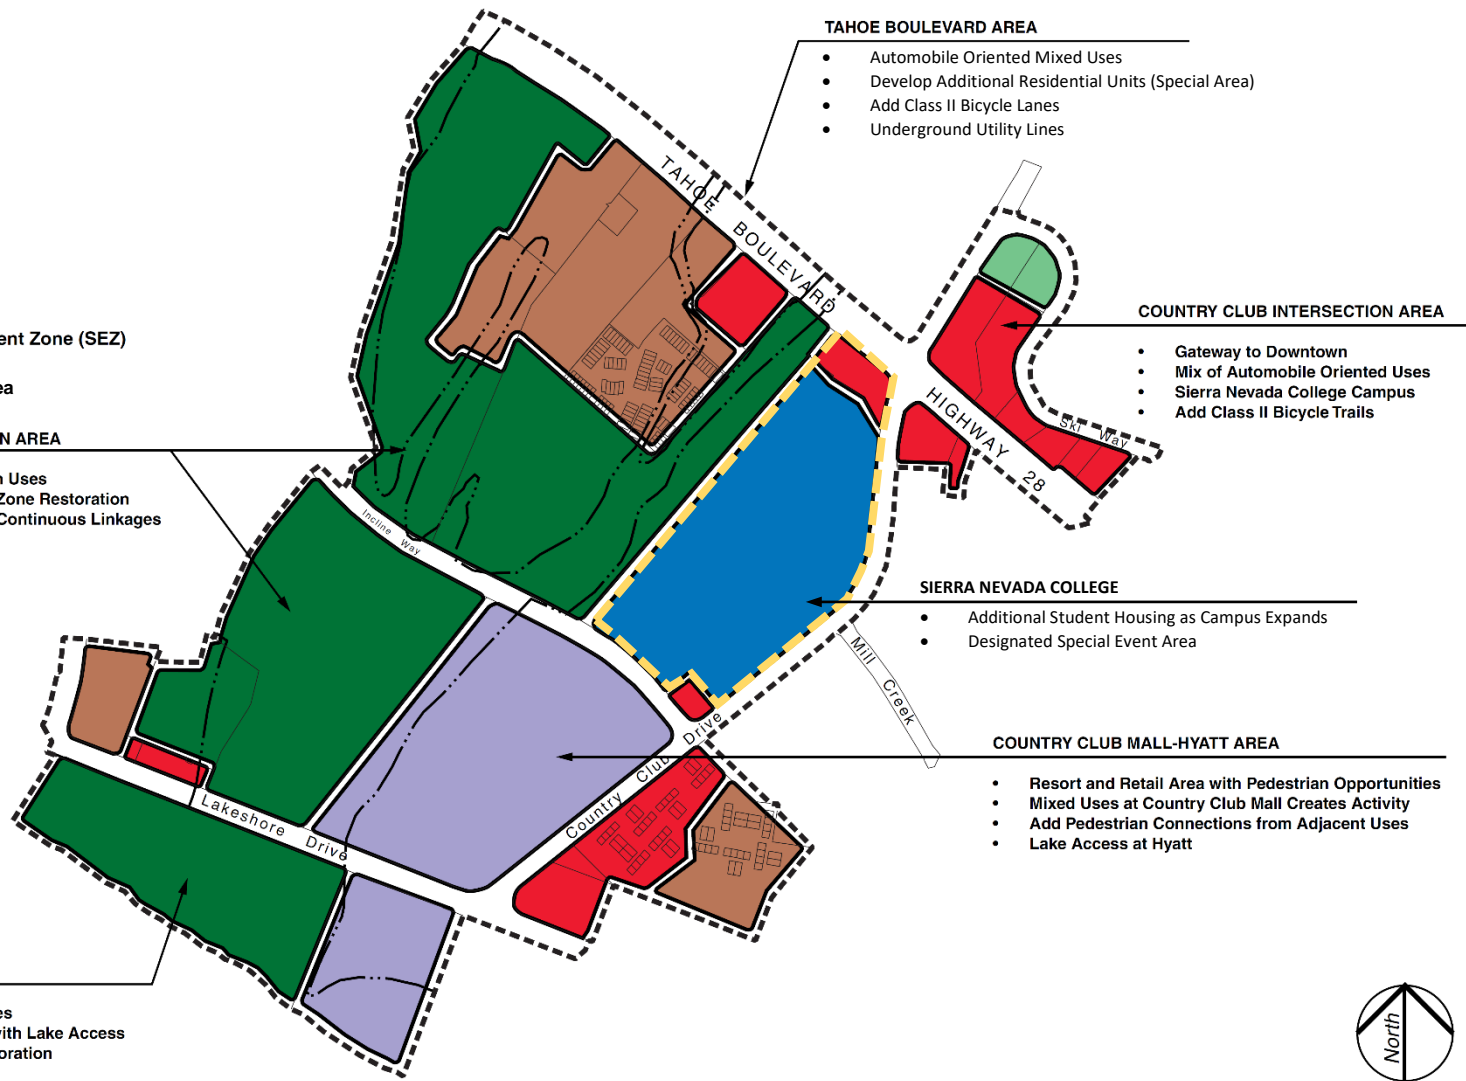 TAHOE BOULEVARD AREA
• Automobile Oriented Mixed Uses
• Develop Additional Residential Units (Special Area)
• Add Class II Bicycle Lanes
• Underground Utility Lines
TAHOE BOULEVARD
COUNTRY CLUB INTERSECTION AREA
• Gateway to Downtown
• Mix of Automobile Oriented Uses
• Sierra Nevada College Campus
• Add Class II Bicycle Trails
HIGHWAY 28
Ski Way
ent Zone (SEZ)
ea
N AREA
n Uses
Zone Restoration
Continuous Linkages
Incline Way
SIERRA NEVADA COLLEGE
• Additional Student Housing as Campus Expands
• Designated Special Event Area
Mill Creek
COUNTRY CLUB MALL-HYATT AREA
• Resort and Retail Area with Pedestrian Opportunities
• Mixed Uses at Country Club Mall Creates Activity
• Add Pedestrian Connections from Adjacent Uses
• Lake Access at Hyatt
Country Club Drive
Lakeshore Drive
es
with Lake Access
oration
North